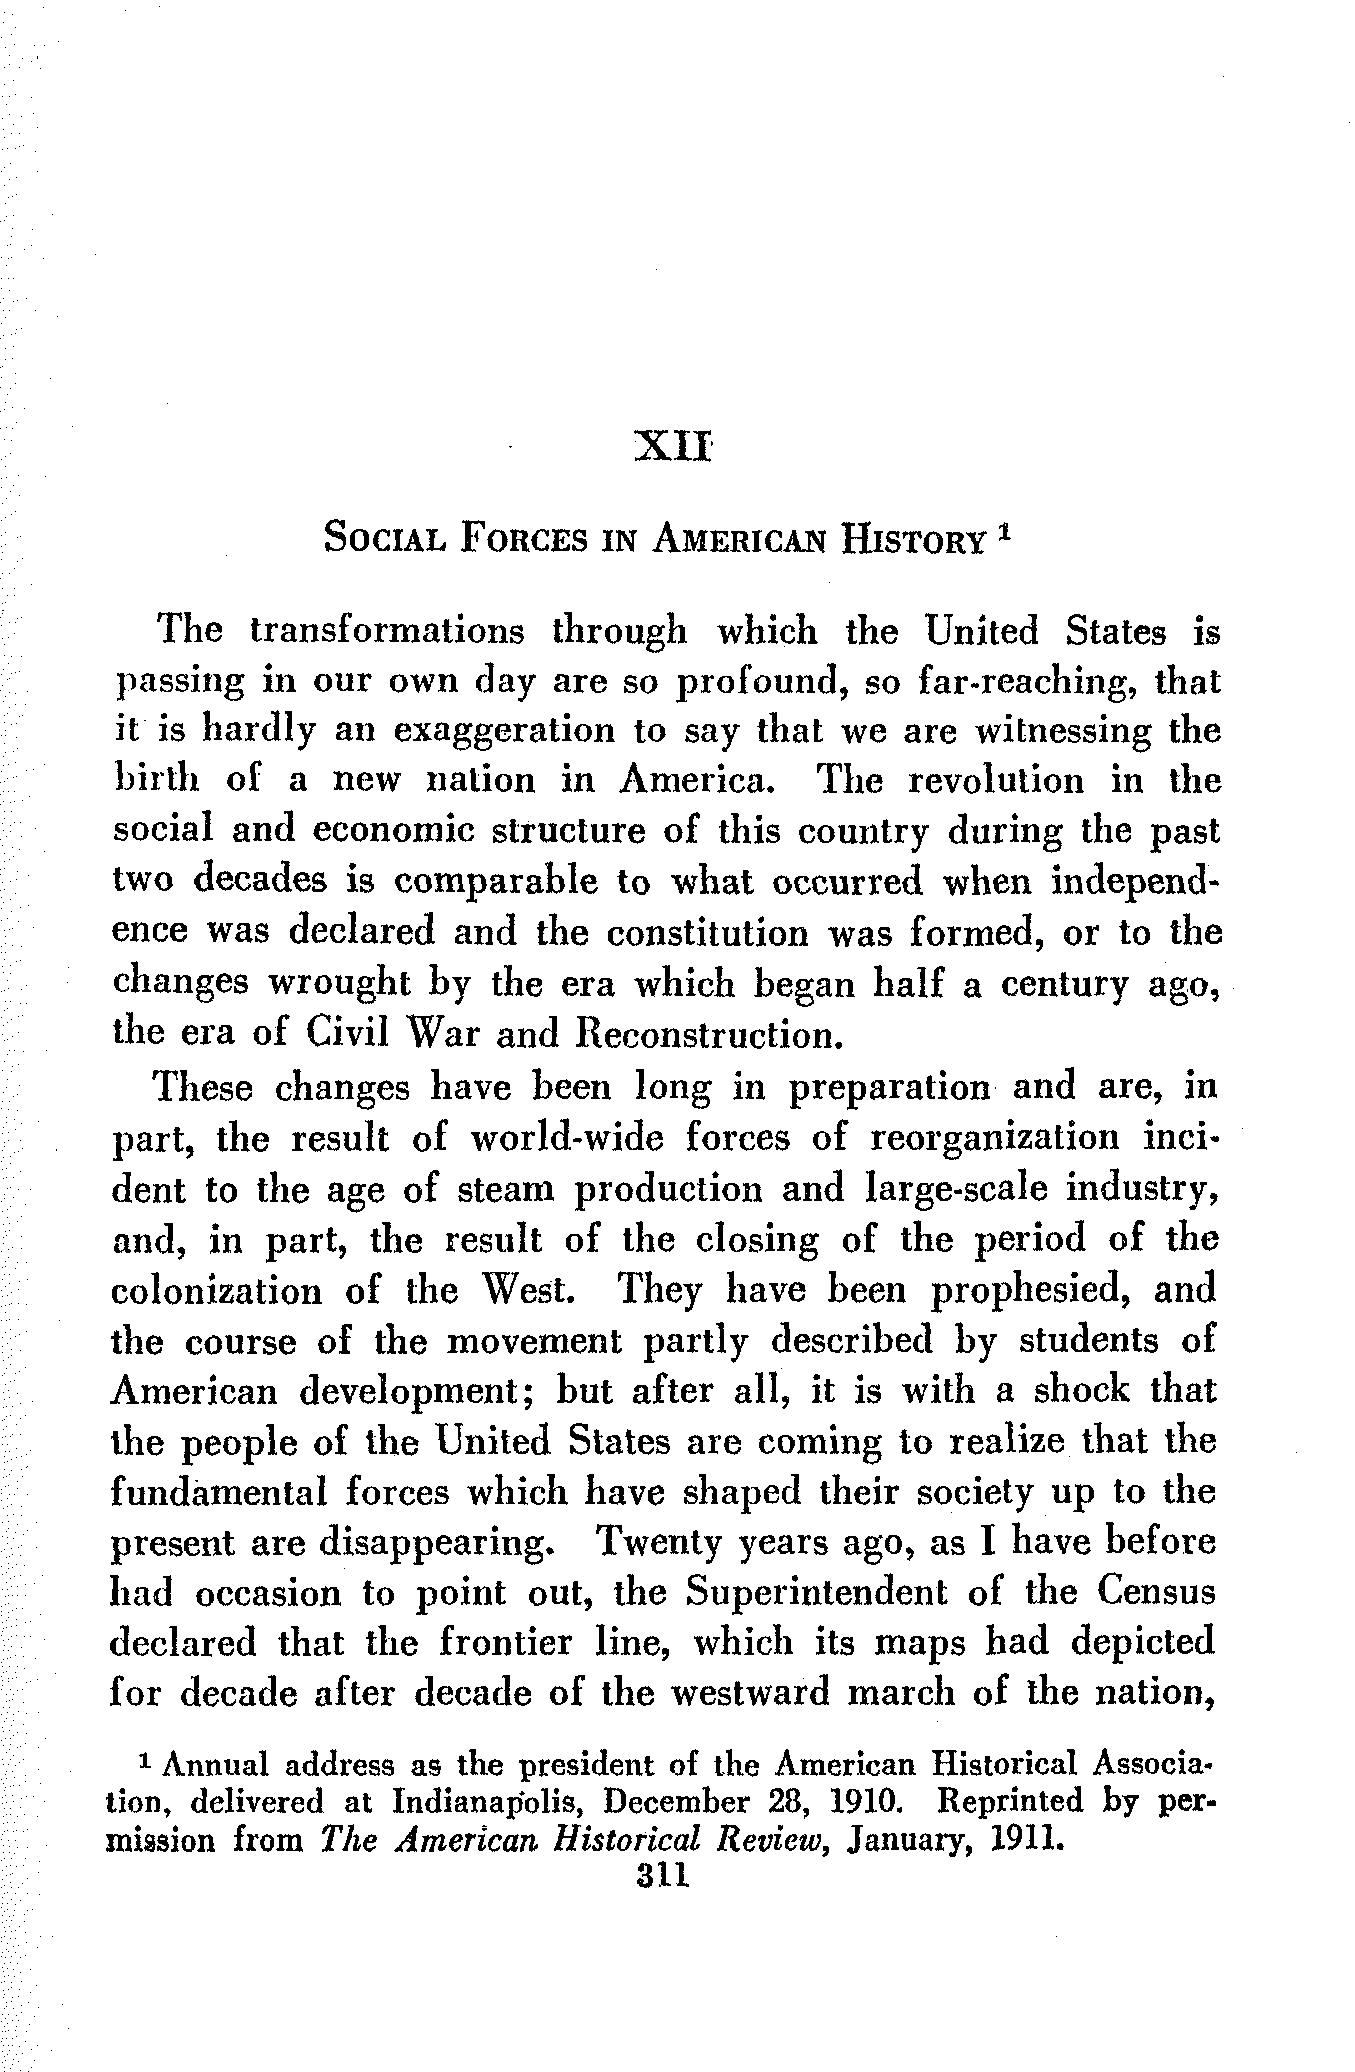 XII
SOCIAL FORCES IN AMERICAN HISTORY 1
The transformations through which the United States is
passing in our own day are so profound, so far-reaching, that
it is hardly an exaggeration to say that we are witnessing the
birth of a new nation in America. The revolution in the
social and economic structure of this country during the past
two decades is comparable to what occurred when independ-
ence was declared and the constitution was formed, or to the
changes wrought by the era which began half a century ago,
the era of Civil War and Reconstruction.
These changes have been long in preparation and are, in
part, the result of world-wide forces of reorganization inci-
dent to the age of steam production and large-scale industry,
and, in part, the result of the closing of the period of the
colonization of the West. They have been prophesied, and
the course of the movement partly described by students of
American development; but after all, it is with a shock that
the people of the United States are coming to realize that the
fundamental forces which have shaped their society up to the
present are disappearing. Twenty years ago, as I have before
had occasion to point out, the Superintendent of the Census
declared that the frontier line, which its maps had depicted
for decade after decade of the westward march of the nation,
1 Annual address as the president of the American Historical Associa-
tion, delivered at Indianapolis, December 28, 1910. Reprinted by per-
mission from The American Historical Review, January, 1911.
311